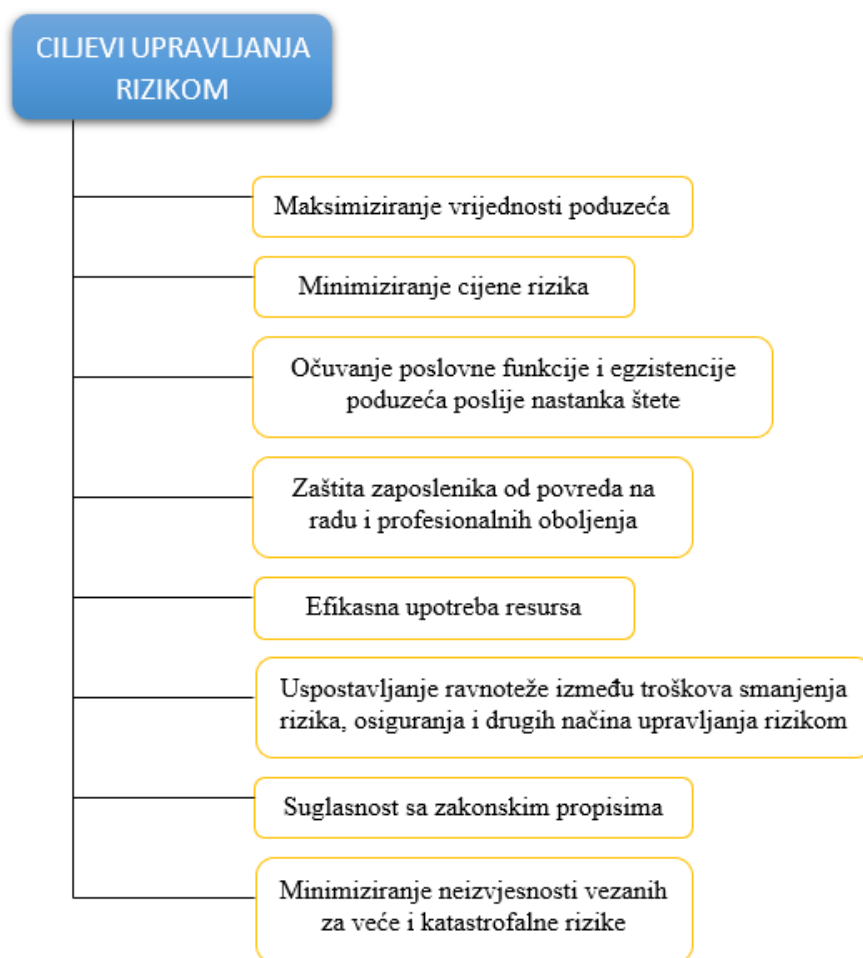 CILJEVI UPRAVLJANJA
RIZIKOM
Maksimiziranje vrijednosti poduzeća
Minimiziranje cijene rizika
Očuvanje poslovne funkcije i egzistencije
poduzeća poslije nastanka štete
Zaštita zaposlenika od povreda na
radu i profesionalnih oboljenja
Efikasna upotreba resursa
Uspostavljanje ravnoteže između troškova smanjenja
rizika, osiguranja i drugih načina upravljanja rizikom
Suglasnost sa zakonskim propisima
Minimiziranje neizvjesnosti vezanih
za veće i katastrofalne rizike